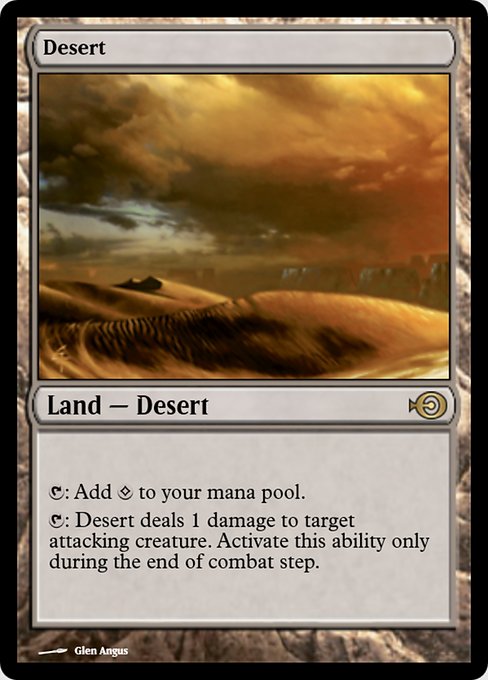 Desert
Land — Desert
: Add ◇ to your mana pool.
: Desert deals 1 damage to target
attacking creature. Activate this ability only
during the end of combat step.
Glen Angus